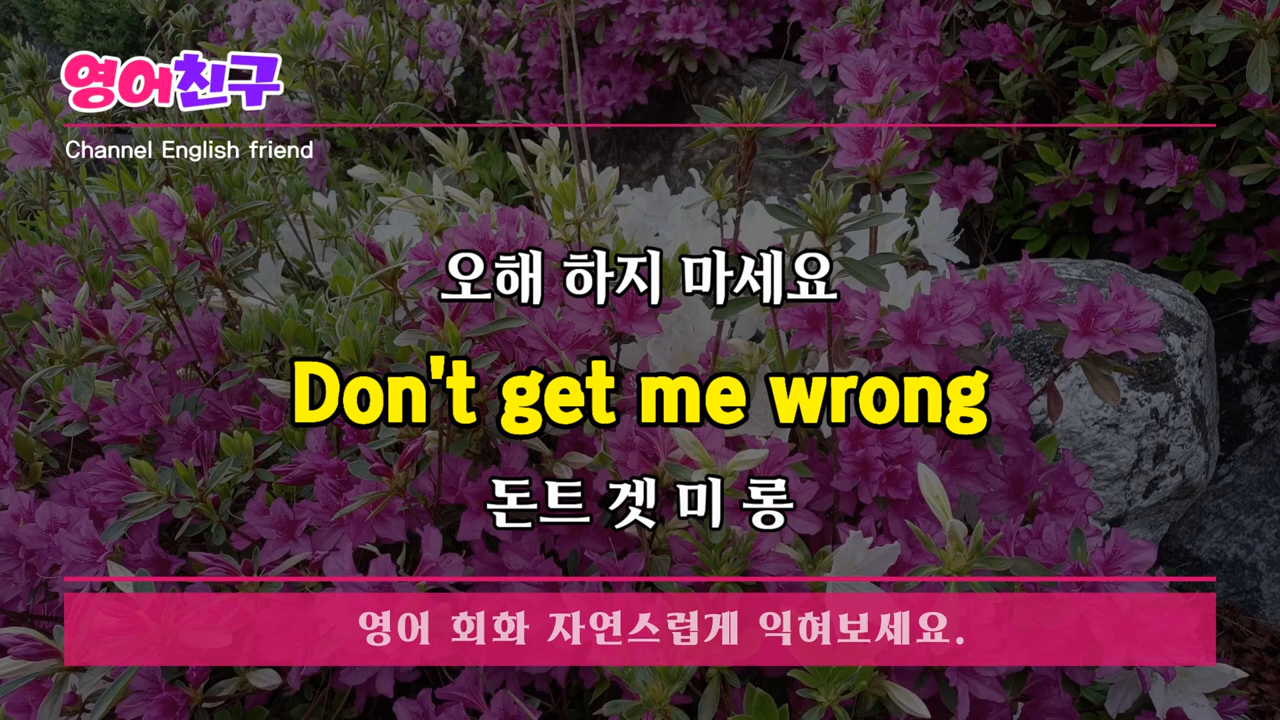 영어친구
Channel English friend
오해 하지 마세요
Don't get me wrong
돈트 겟 미 롱
영어 회화 자연스럽게 익혀보세요.